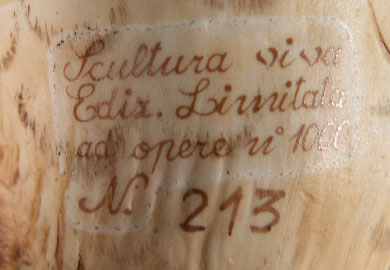 Scultura viva
Ediz. Limitata
ad opere n° 1000
N. 213